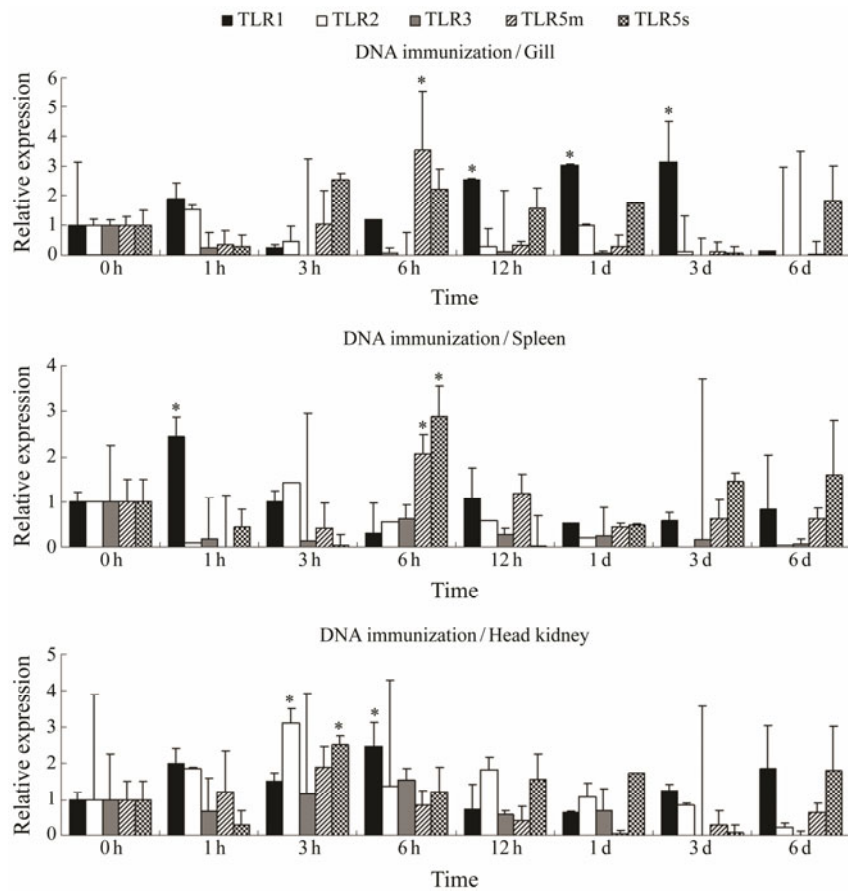 TLR1 TLR2 TLR3 TLR5m TLR5s
DNA immunization / Gill
Relative expression
6
5
4
3
2
1
0
* * * *
0 h 1 h 3 h 6 h 12 h 1 d 3 d 6 d
Time
DNA immunization / Spleen
Relative expression
4
3
2
1
0
* * *
0 h 1 h 3 h 6 h 12 h 1 d 3 d 6 d
Time
DNA immunization / Head kidney
Relative expression
5
4
3
2
1
0
* * *
0 h 1 h 3 h 6 h 12 h 1 d 3 d 6 d
Time